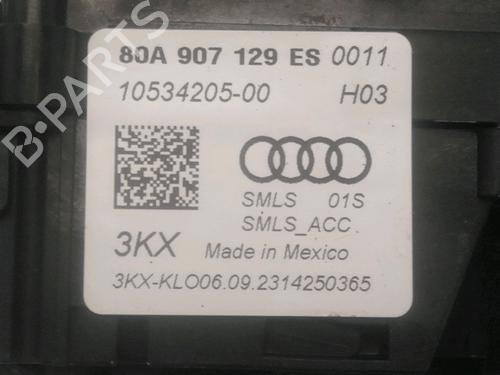 80A 907 129 ES 0011
10534205-00 H03
SMLS 01S
SMLS_ACC
3KX Made in Mexico
3KX-KLO06.09.2314250365
B-PARTS